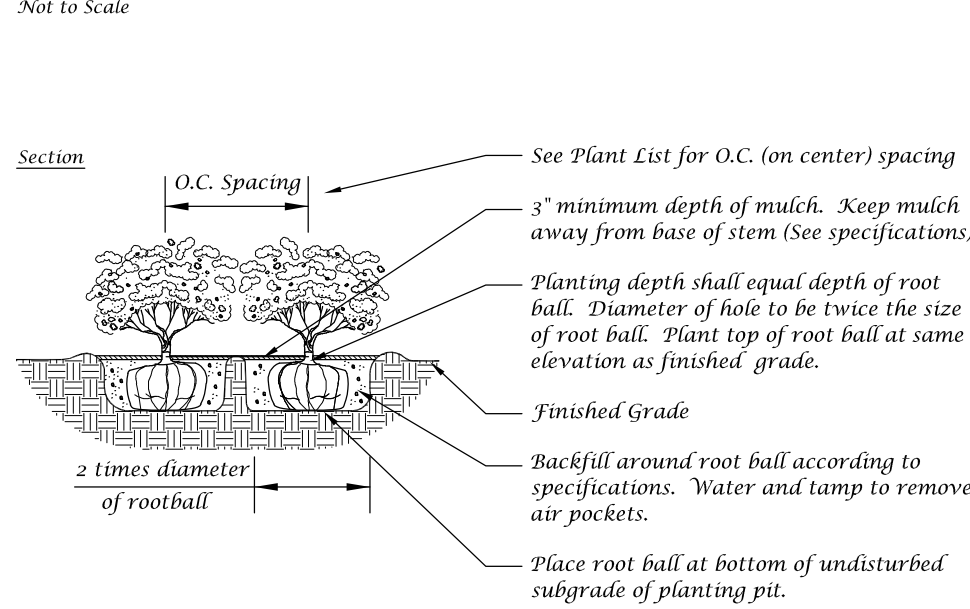 Not to Scale
Section
O.C. Spacing
See Plant List for O.C. (on center) spacing
3" minimum depth of mulch. Keep mulch
away from base of stem (See specifications)
Planting depth shall equal depth of root
ball. Diameter of hole to be twice the size
of root ball. Plant top of root ball at same
elevation as finished grade.
Finished Grade
Backfill around root ball according to
specifications. Water and tamp to remove
air pockets.
2 times diameter
of rootball
Place root ball at bottom of undisturbed
subgrade of planting pit.